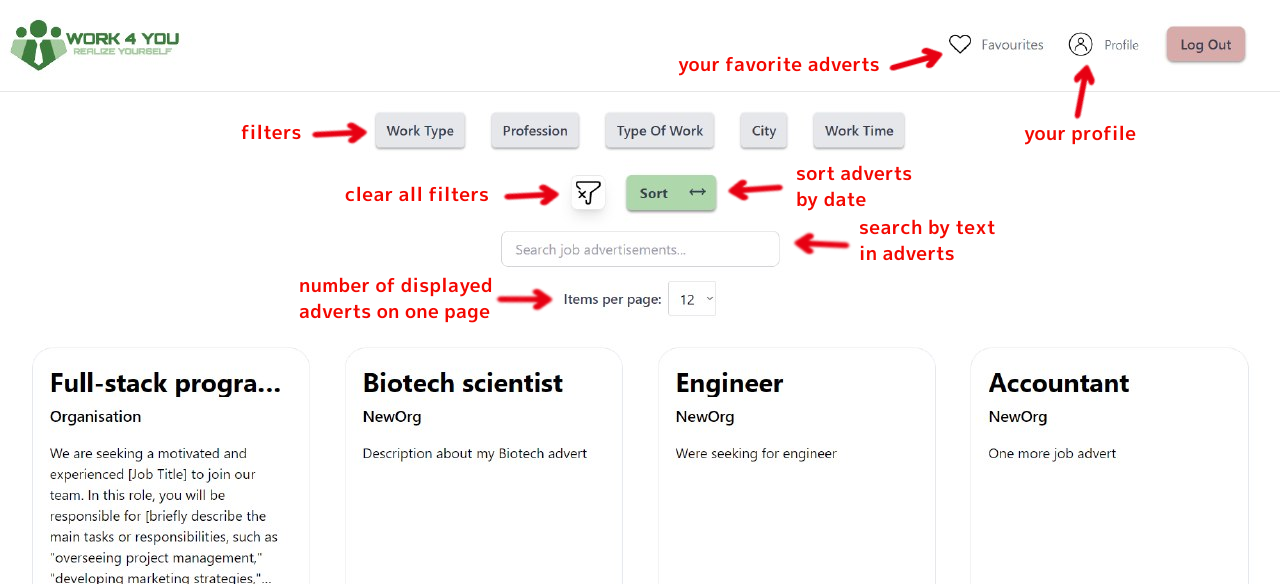 WORK 4 YOU
REALIZE YOURSELF
Favourites
Profile
Log Out
your favorite adverts
your profile
filters
Work Type
Profession
Type Of Work
City
Work Time
clear all filters
Sort
sort adverts
by date
Search job advertisements...
search by text
in adverts
number of displayed
adverts on one page
Items per page:
12
Full-stack progra...
Organisation
We are seeking a motivated and
experienced [Job Title] to join our
team. In this role, you will be
responsible for [briefly describe the
main tasks or responsibilities, such as
"overseeing project management,"
"developing marketing strategies,"...
Biotech scientist
NewOrg
Description about my Biotech advert
Engineer
NewOrg
Were seeking for engineer
Accountant
NewOrg
One more job advert